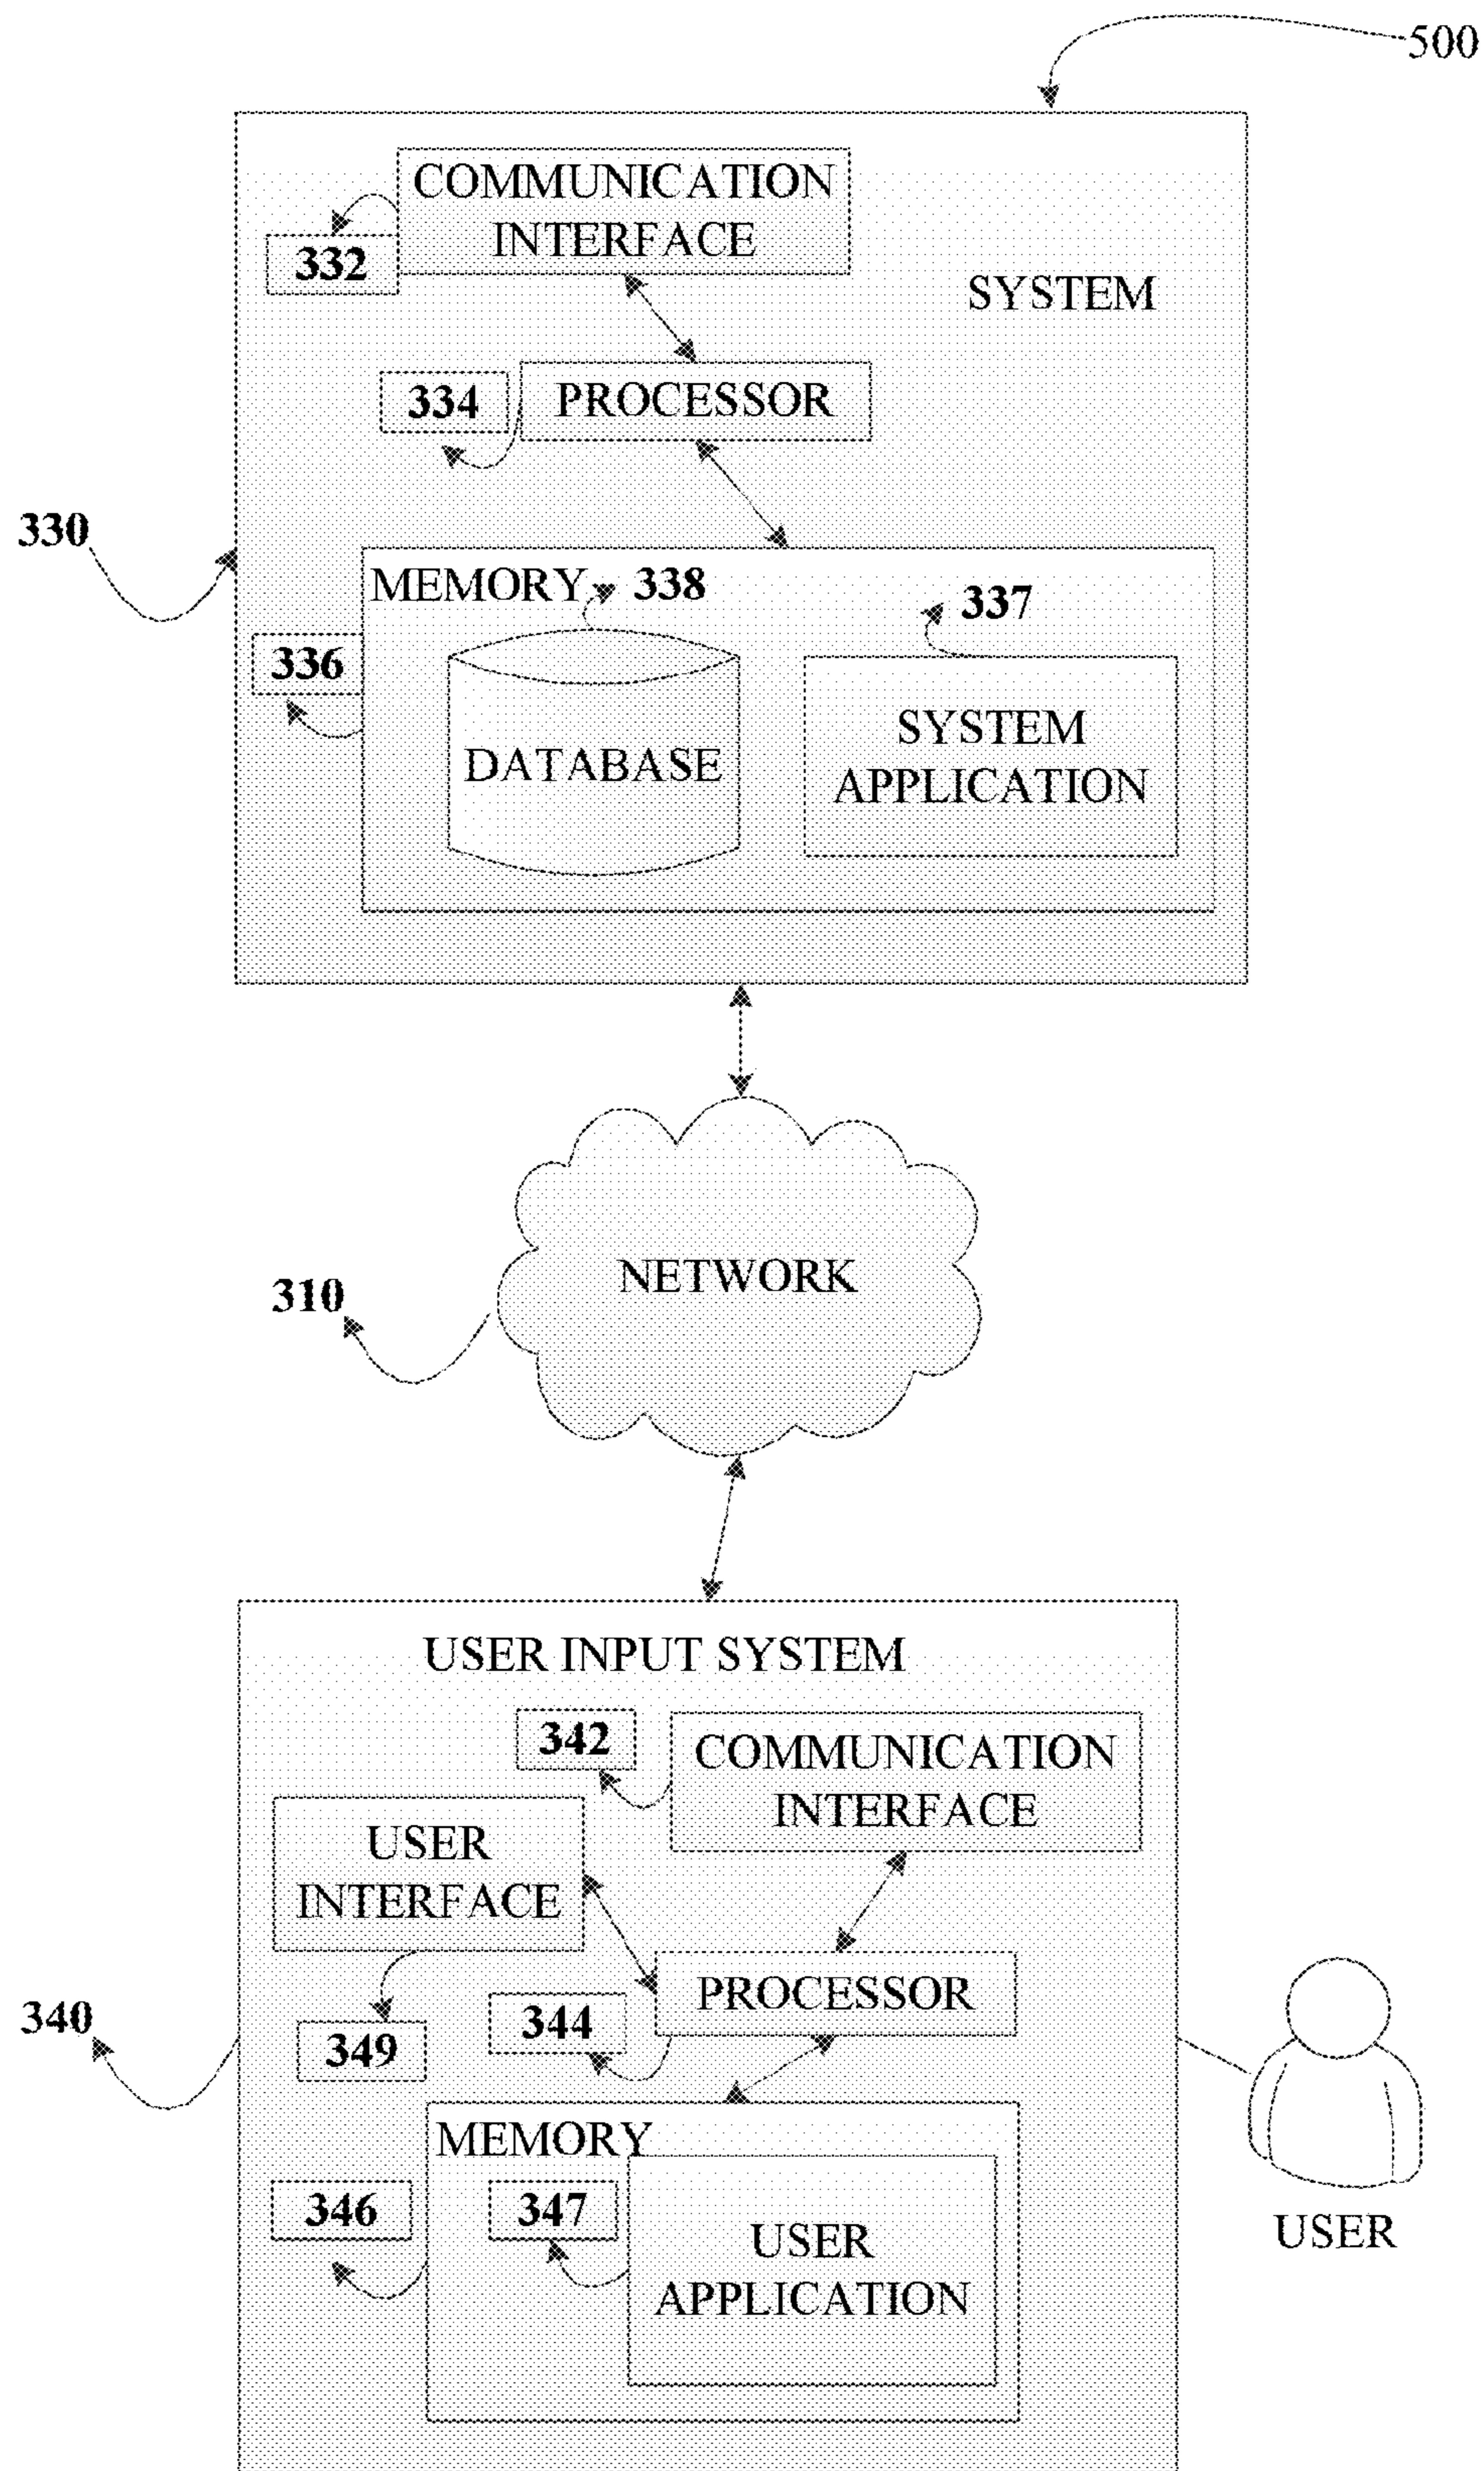 500
COMMUNICATION
INTERFACE
332
SYSTEM
334
PROCESSOR
330
MEMORY
338
337
336
DATABASE
SYSTEM
APPLICATION
NETWORK
310
USER INPUT SYSTEM
342
COMMUNICATION
INTERFACE
USER
INTERFACE
PROCESSOR
344
340
349
MEMORY
346
347
USER
APPLICATION
USER